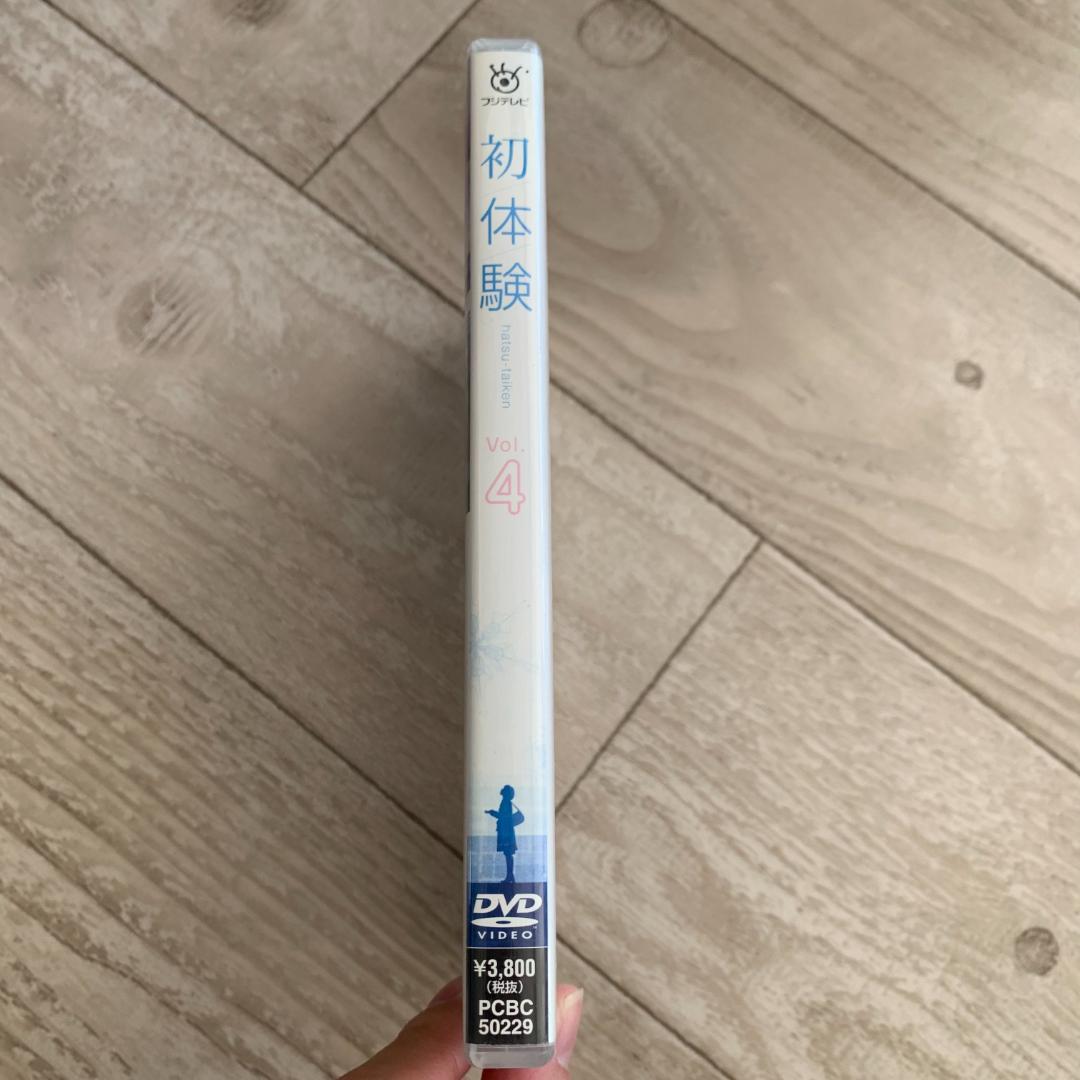 フジテレビ
初体験
hatsu-taiken
Vol.
4
DVD
VIDEO
¥3,800
(税抜)
PCBC
50229